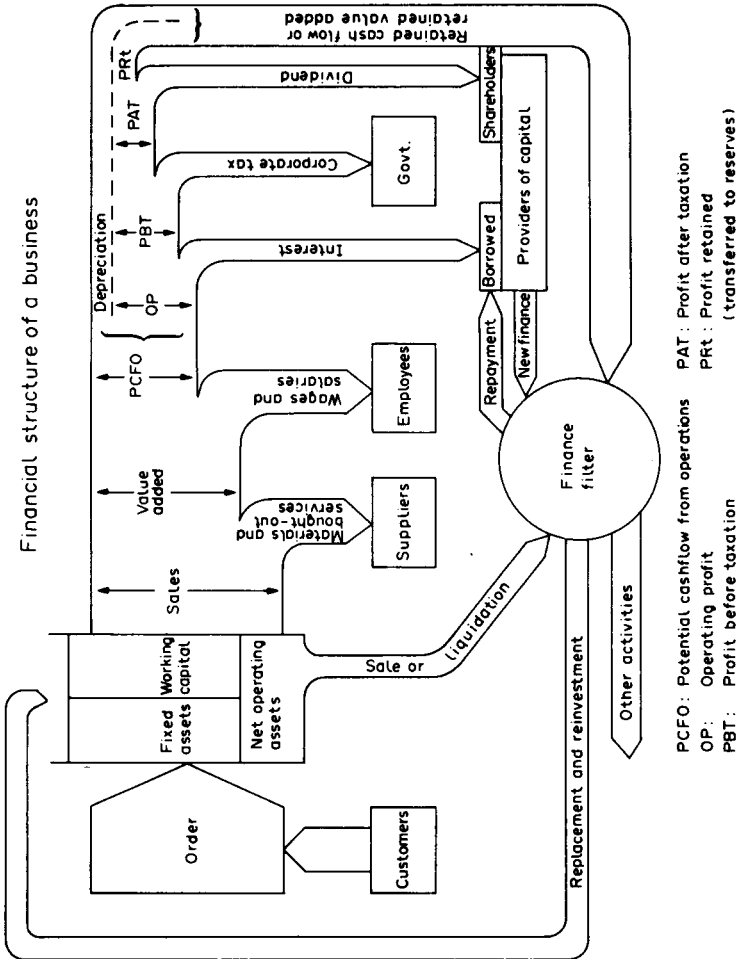 Financial structure of a business
Retained cash flow or
retained value added
Depreciation
PCFO
OP
PBT
PAT
PRt
Sales
Value
added
Materials and
bought-out
services
Wages and
salaries
Interest
Corporate tax
Dividend
Fixed
assets
Working
capital
Net operating
assets
Order
Customers
Suppliers
Employees
Govt.
Borrowed
Shareholders
Providers of capital
Sale or
liquidation
Repayment
New finance
Finance
filter
Replacement and reinvestment
Other activities
PCFO: Potential cashflow from operations
OP: Operating profit
PBT: Profit before taxation
PAT: Profit after taxation
PRt: Profit retained
(transferred to reserves)